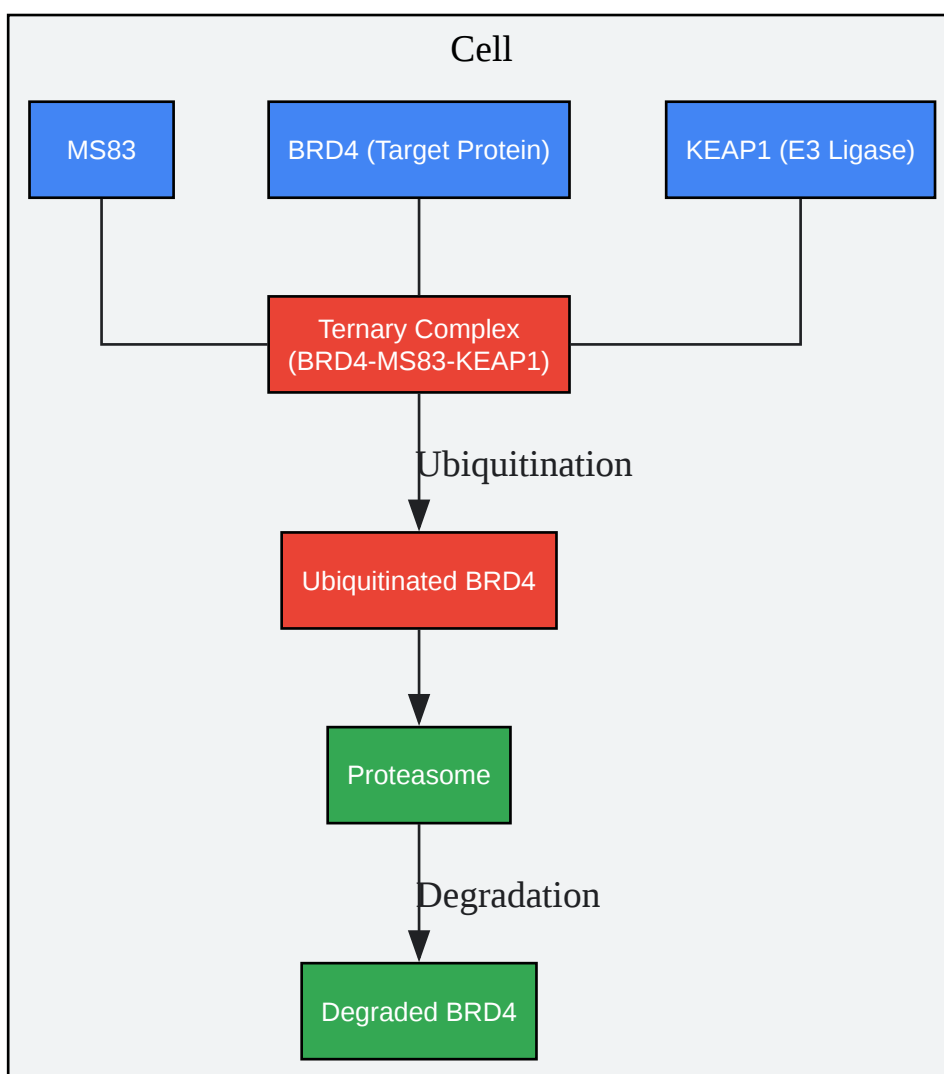 Cell
MS83
BRD4 (Target Protein)
KEAP1 (E3 Ligase)
Ternary Complex
(BRD4-MS83-KEAP1)
Ubiquitination
Ubiquitinated BRD4
Proteasome
Degradation
Degraded BRD4